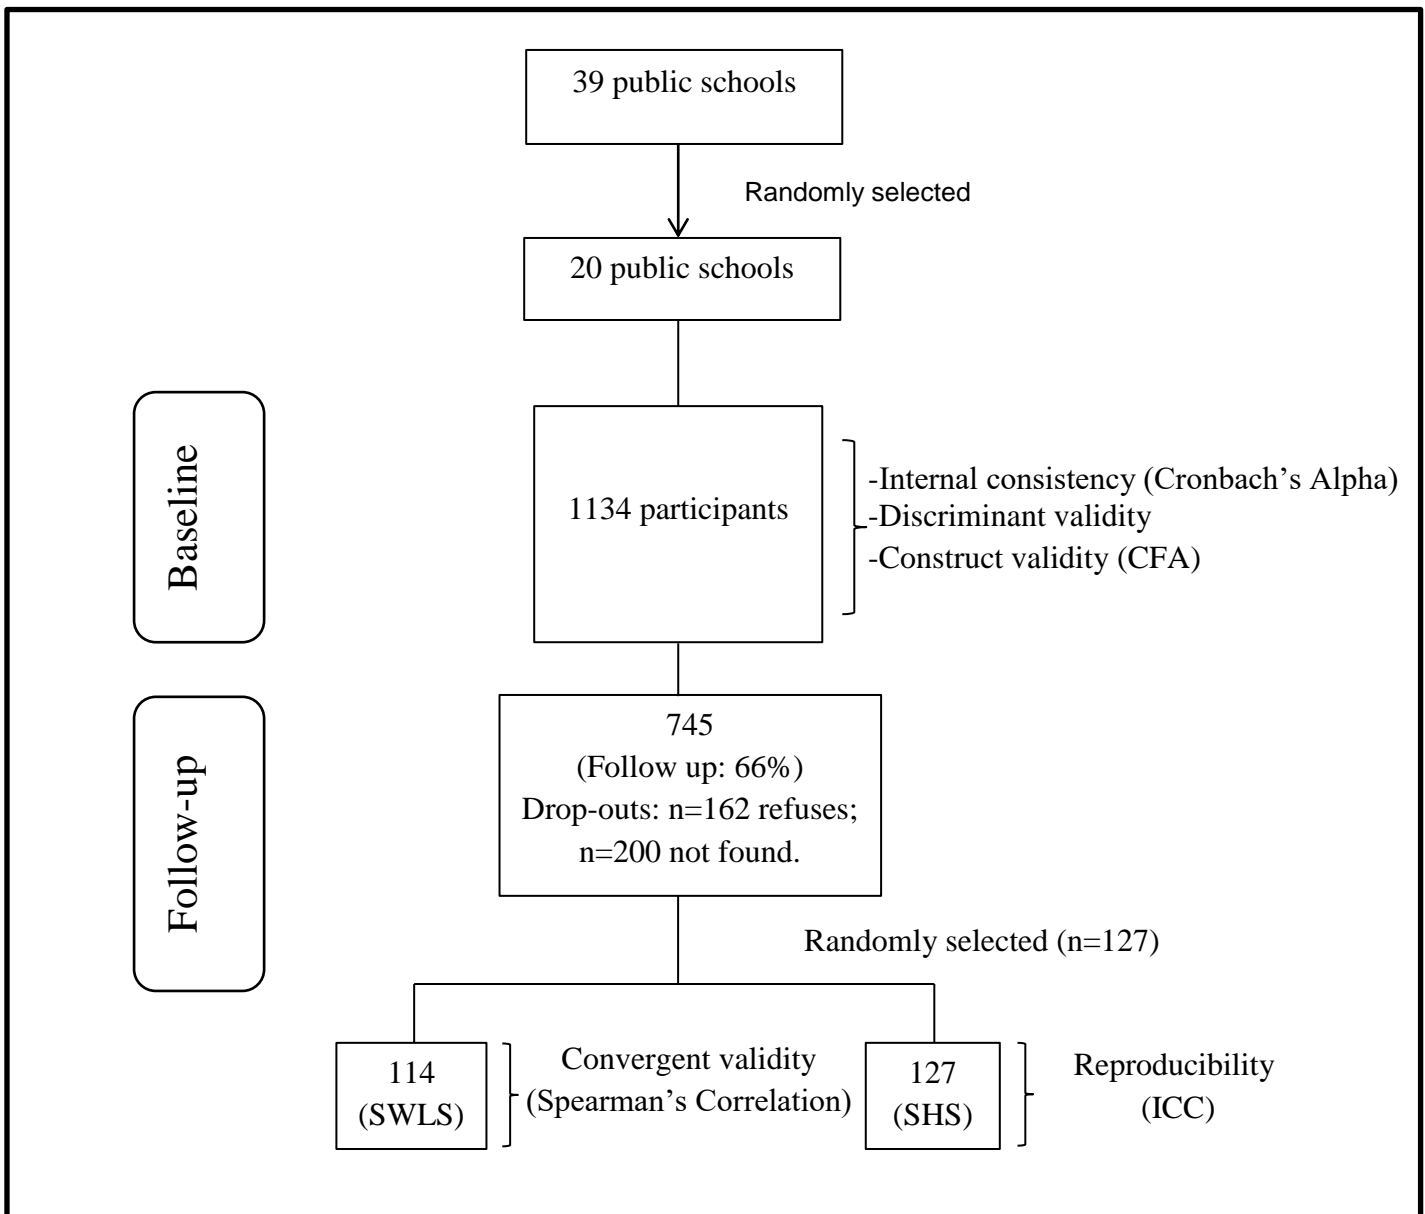 39 public schools
Randomly selected
20 public schools
Baseline
1134 participants
-Internal consistency (Cronbach’s Alpha)
-Discriminant validity
-Construct validity (CFA)
Follow-up
745
(Follow up: 66%)
Drop-outs: n=162 refuses;
n=200 not found.
Randomly selected (n=127)
114
(SWLS)
Convergent validity
(Spearman’s Correlation)
127
(SHS)
Reproducibility
(ICC)